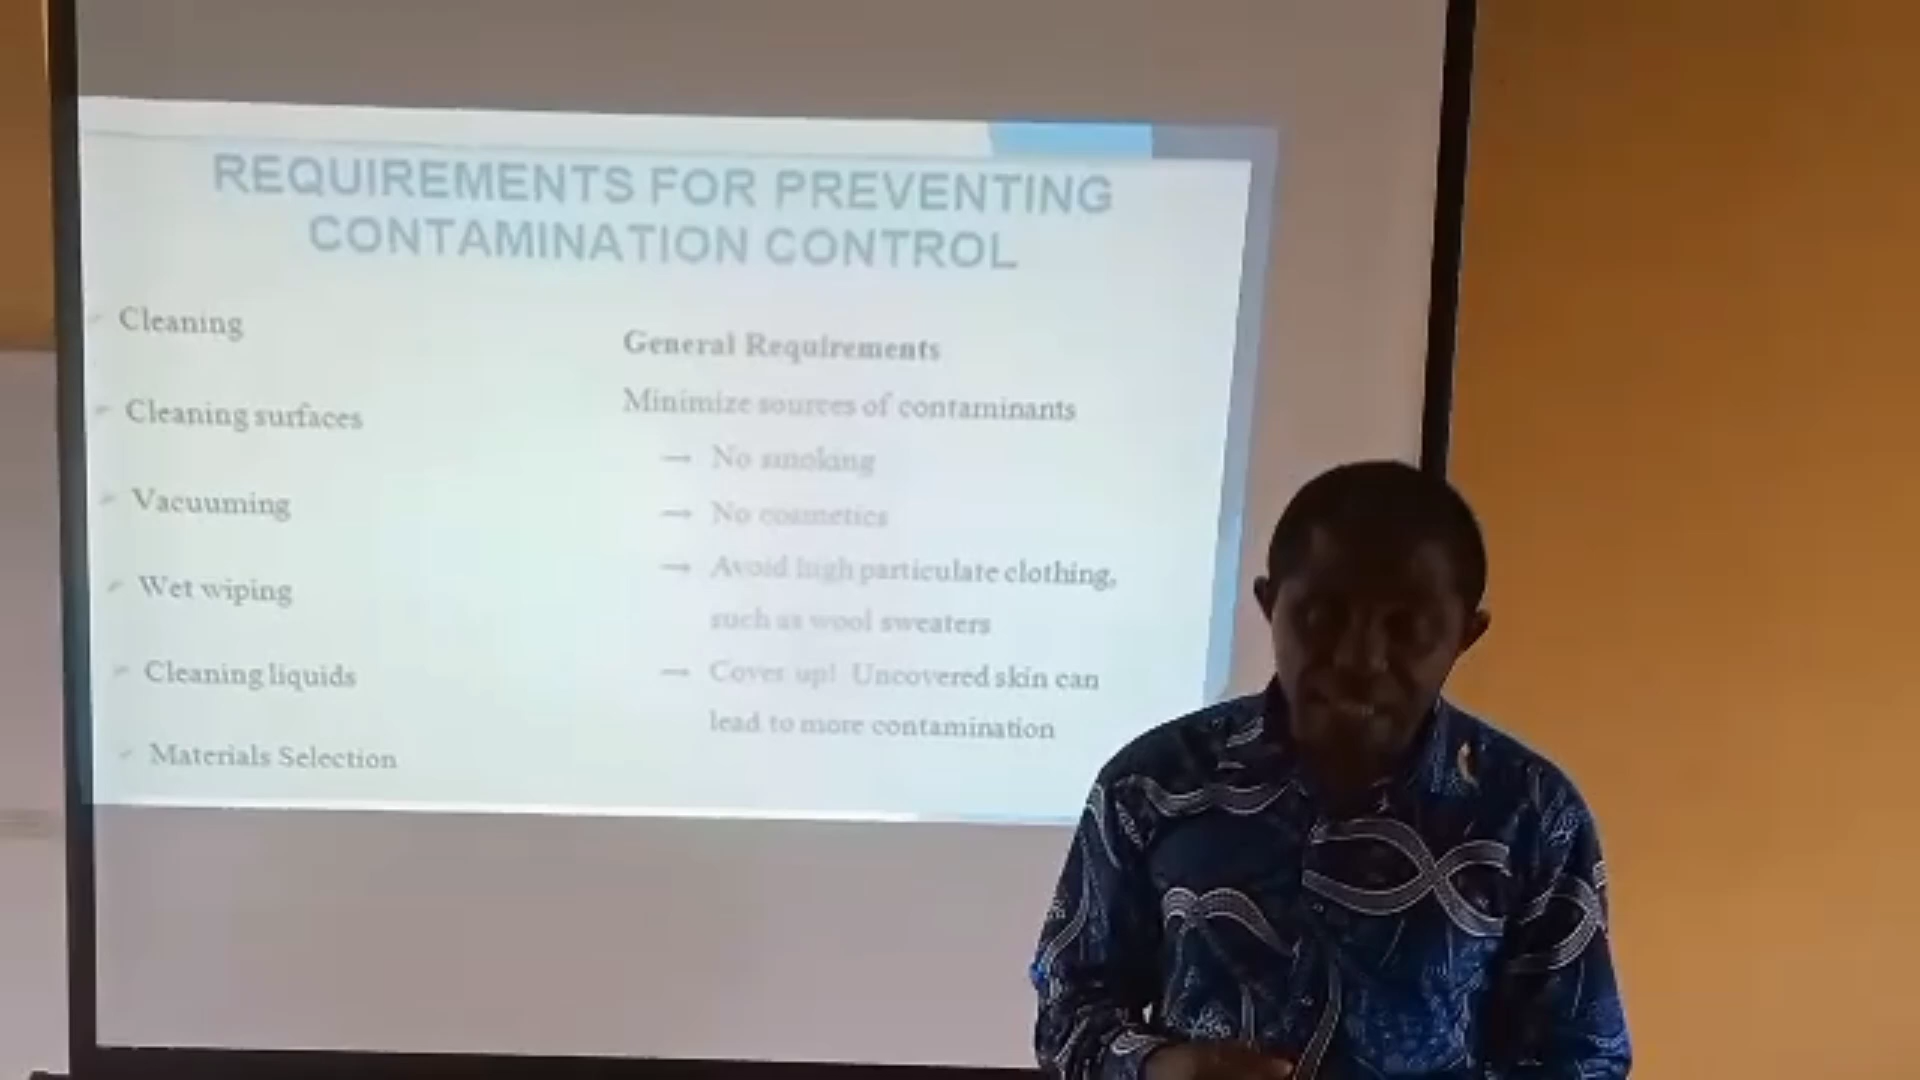 REQUIREMENTS FOR PREVENTING
CONTAMINATION CONTROL
Cleaning
Cleaning surfaces
Vacuuming
Wet wiping
Cleaning liquids
Materials Selection
General Requirements
Minimize sources of contaminants
→ No smoking
→ No cosmetics
→ Avoid high particulate clothing,
such as wool sweaters
→ Cover up! Uncovered skin can
lead to more contamination